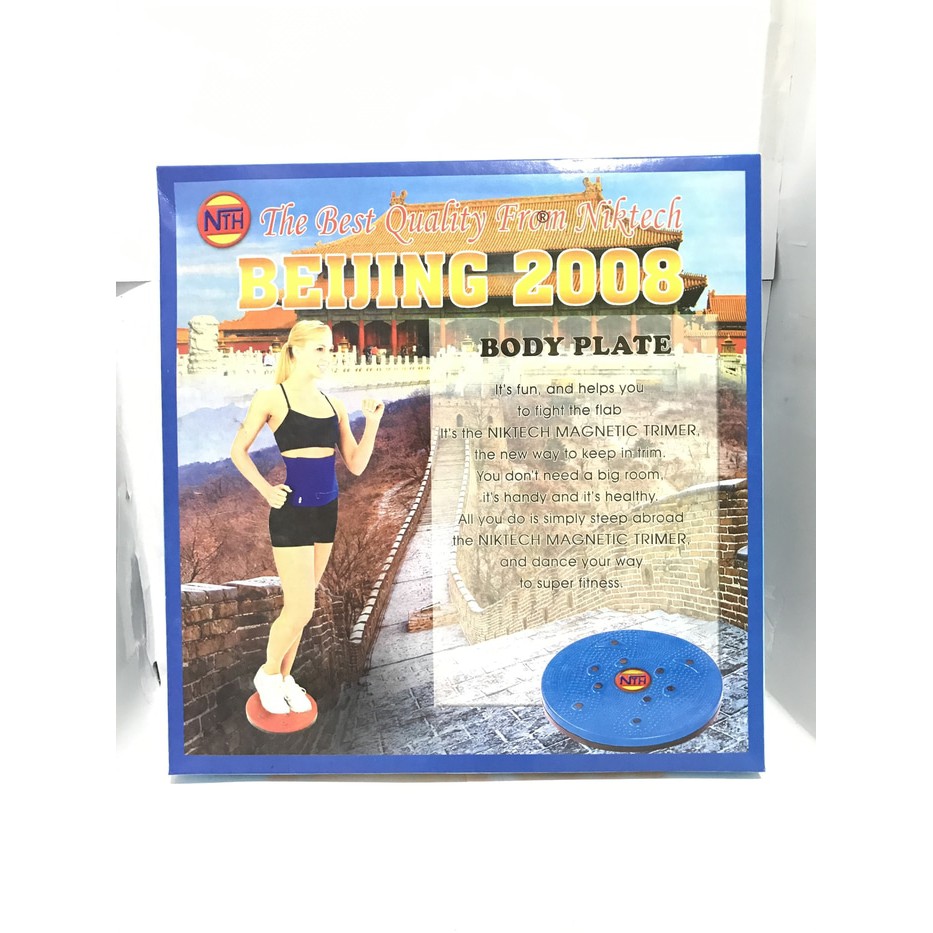 NTH The Best Quality From Niktech ®
BEIJING 2008
BODY PLATE
It's fun, and helps you
to fight the flab
It's the NIKTECH MAGNETIC TRIMER,
the new way to keep in trim.
You don't need a big room,
it's handy and it's healthy.
All you do is simply steep abroad
the NIKTECH MAGNETIC TRIMER,
and dance your way
to super fitness.
NTH